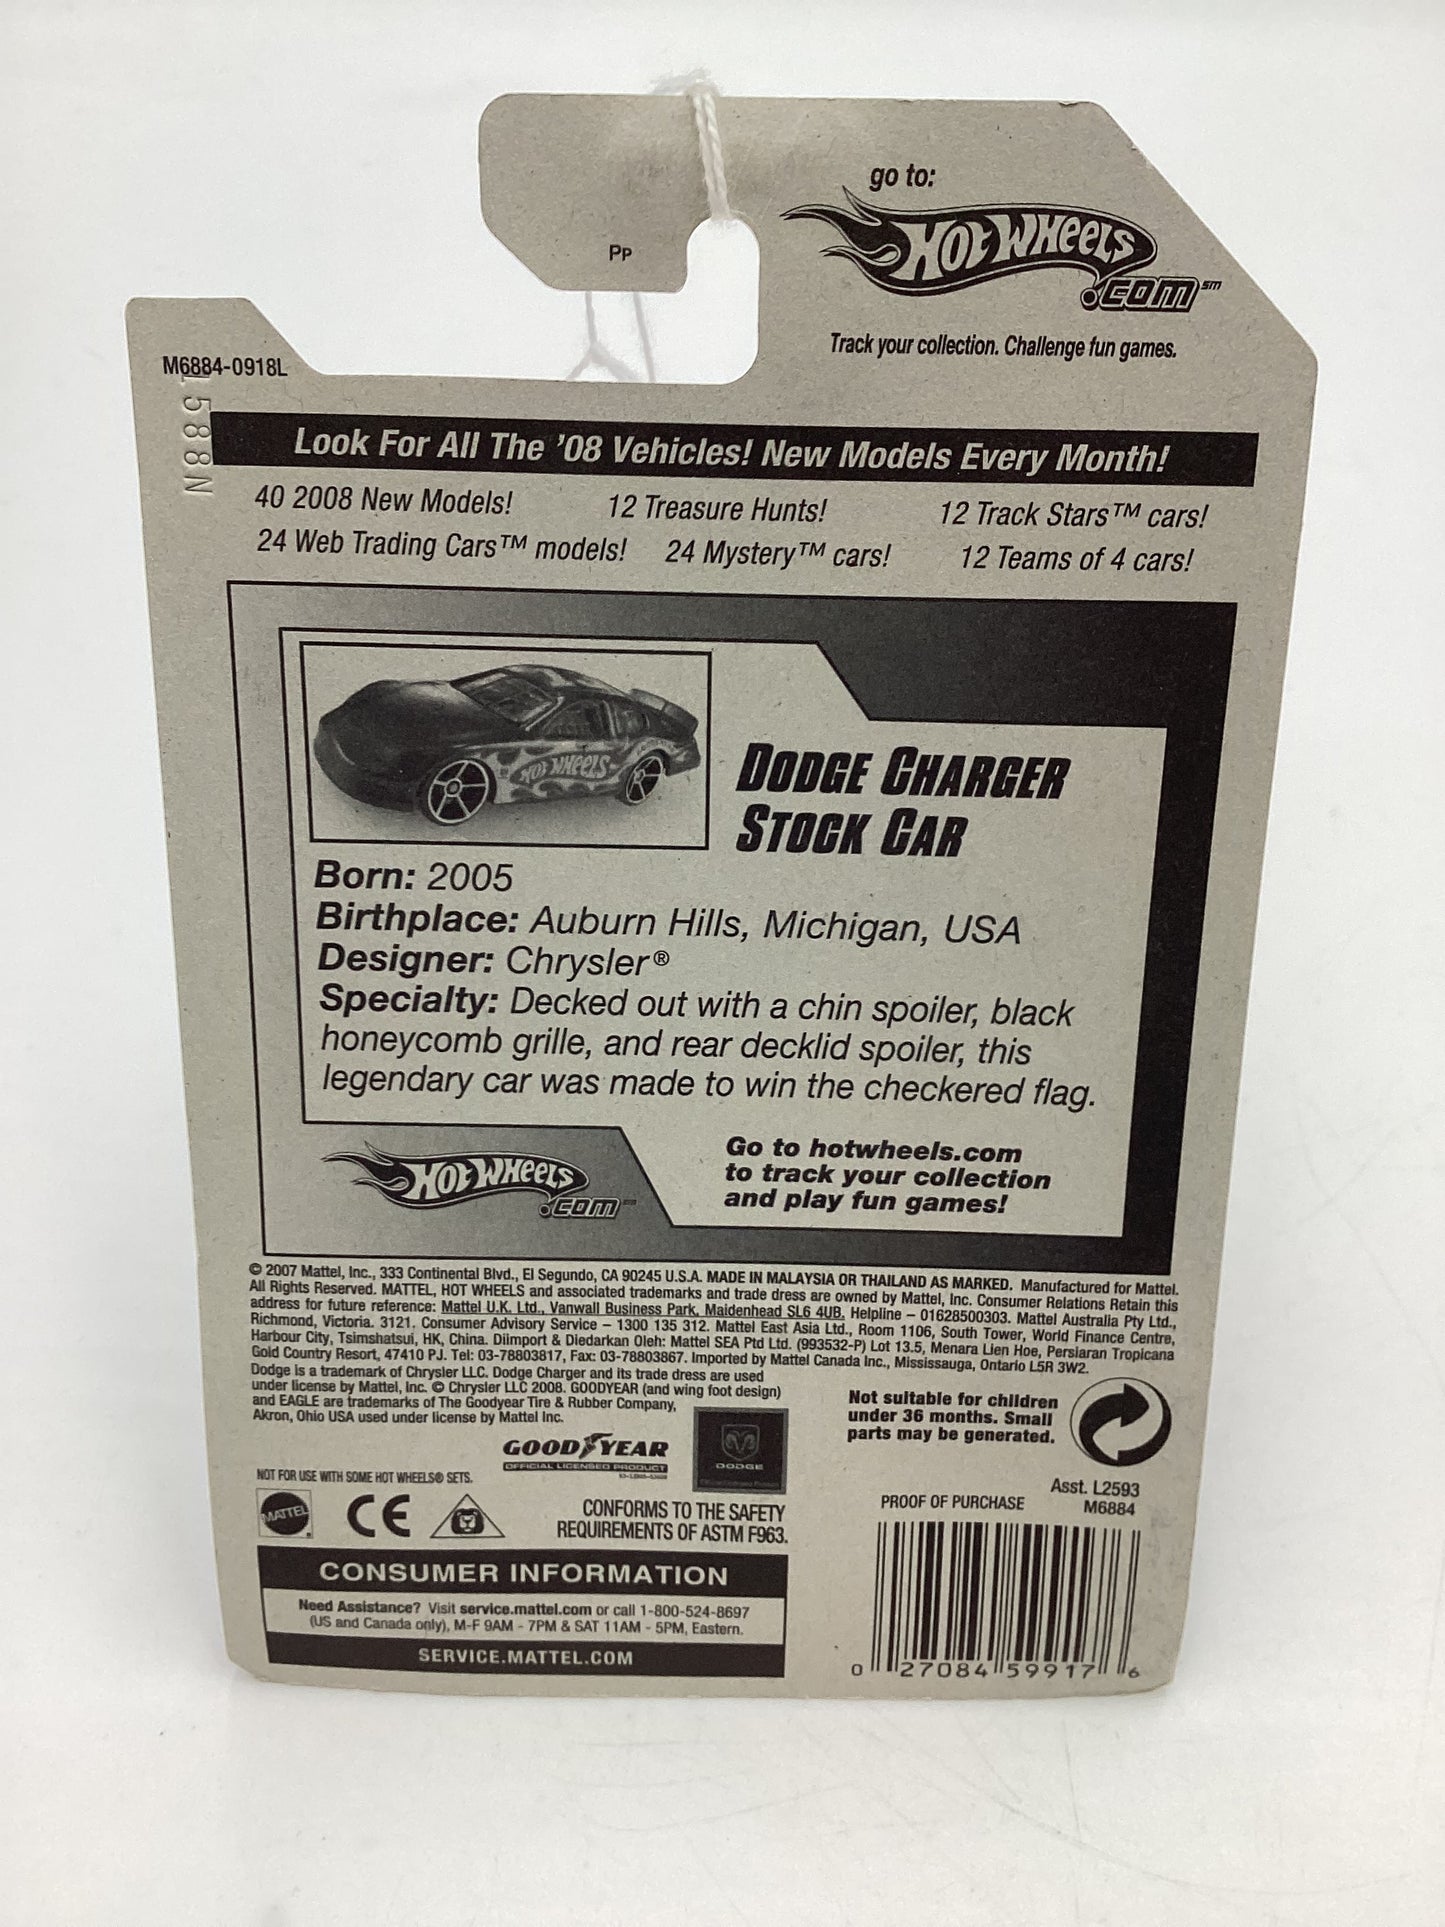 go to:
HOT WHEELS
.COM℠
Track your collection. Challenge fun games.
Pp
M6884-0918L
588N
Look For All The '08 Vehicles! New Models Every Month!
40 2008 New Models! 12 Treasure Hunts! 12 Track Stars™ cars!
24 Web Trading Cars™ models! 24 Mystery™ cars! 12 Teams of 4 cars!
HOT WHEELS
DODGE CHARGER
STOCK CAR
Born: 2005
Birthplace: Auburn Hills, Michigan, USA
Designer: Chrysler®
Specialty: Decked out with a chin spoiler, black
honeycomb grille, and rear decklid spoiler, this
legendary car was made to win the checkered flag.
HOT WHEELS
.COM
Go to hotwheels.com
to track your collection
and play fun games!
© 2007 Mattel, Inc., 333 Continental Blvd., El Segundo, CA 90245 U.S.A. MADE IN MALAYSIA OR THAILAND AS MARKED. Manufactured for Mattel.
All Rights Reserved. MATTEL, HOT WHEELS and associated trademarks and trade dress are owned by Mattel, Inc. Consumer Relations Retain this
address for future reference: Mattel U.K. Ltd., Vanwall Business Park, Maidenhead SL6 4UB. Helpline – 01628500303. Mattel Australia Pty Ltd.,
Richmond, Victoria. 3121. Consumer Advisory Service – 1300 135 312. Mattel East Asia Ltd., Room 1106, South Tower, World Finance Centre,
Harbour City, Tsimshatsui, HK, China. Diimport & Diedarkan Oleh: Mattel SEA Ptd Ltd. (993532-P) Lot 13.5, Menara Lien Hoe, Persiaran Tropicana
Gold Country Resort, 47410 PJ. Tel: 03-78803817, Fax: 03-78803867. Imported by Mattel Canada Inc., Mississauga, Ontario L5R 3W2.
Dodge is a trademark of Chrysler LLC. Dodge Charger and its trade dress are used
under license by Mattel, Inc. © Chrysler LLC 2008. GOODYEAR (and wing foot design)
and EAGLE are trademarks of The Goodyear Tire & Rubber Company,
Akron, Ohio USA used under license by Mattel Inc.
Not suitable for children
under 36 months. Small
parts may be generated.
GOODYEAR
OFFICIAL LICENSED PRODUCT
DODGE
NOT FOR USE WITH SOME HOT WHEELS® SETS.
MATTEL
CE
CONFORMS TO THE SAFETY
REQUIREMENTS OF ASTM F963.
Asst. L2593
PROOF OF PURCHASE M6884
CONSUMER INFORMATION
Need Assistance? Visit service.mattel.com or call 1-800-524-8697
(US and Canada only), M-F 9AM - 7PM & SAT 11AM - 5PM, Eastern.
SERVICE.MATTEL.COM
0 27084 59917 6